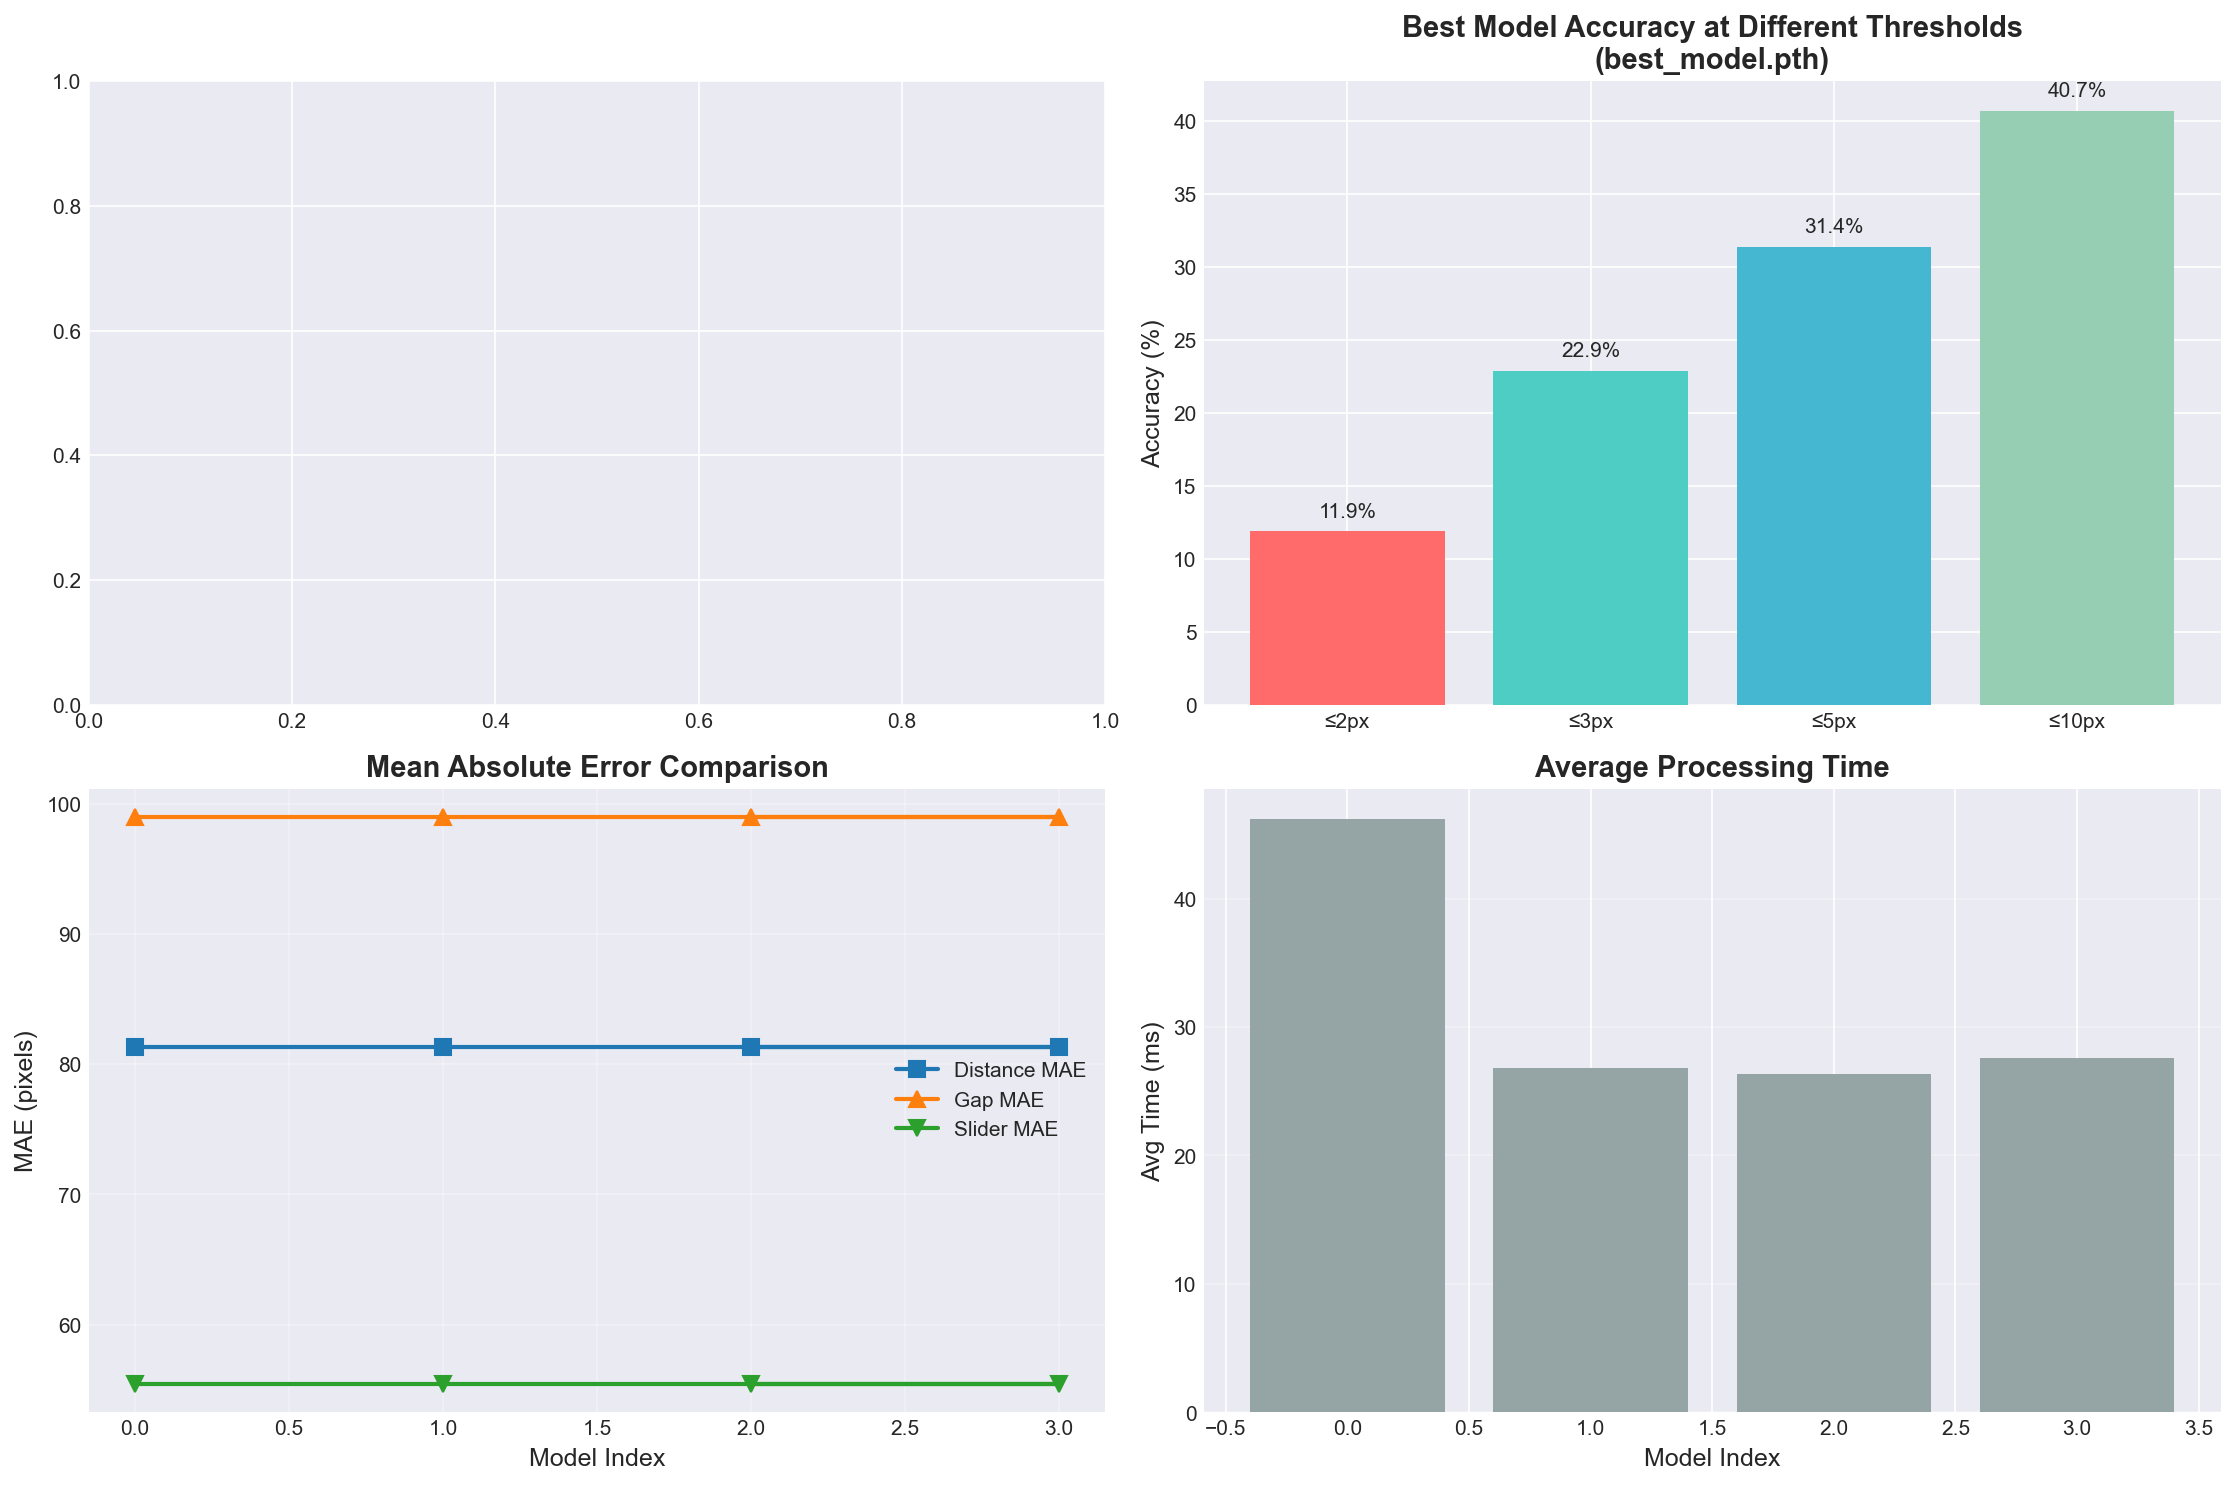 1.0
0.8
0.6
0.4
0.2
0.0
0.0 0.2 0.4 0.6 0.8 1.0
Best Model Accuracy at Different Thresholds
(best_model.pth)
Accuracy (%)
40
35
30
25
20
15
10
5
0
11.9%
22.9%
31.4%
40.7%
≤2px ≤3px ≤5px ≤10px
Mean Absolute Error Comparison
MAE (pixels)
100
90
80
70
60
Distance MAE
Gap MAE
Slider MAE
0.0 0.5 1.0 1.5 2.0 2.5 3.0
Model Index
Average Processing Time
Avg Time (ms)
40
30
20
10
0
−0.5 0.0 0.5 1.0 1.5 2.0 2.5 3.0 3.5
Model Index